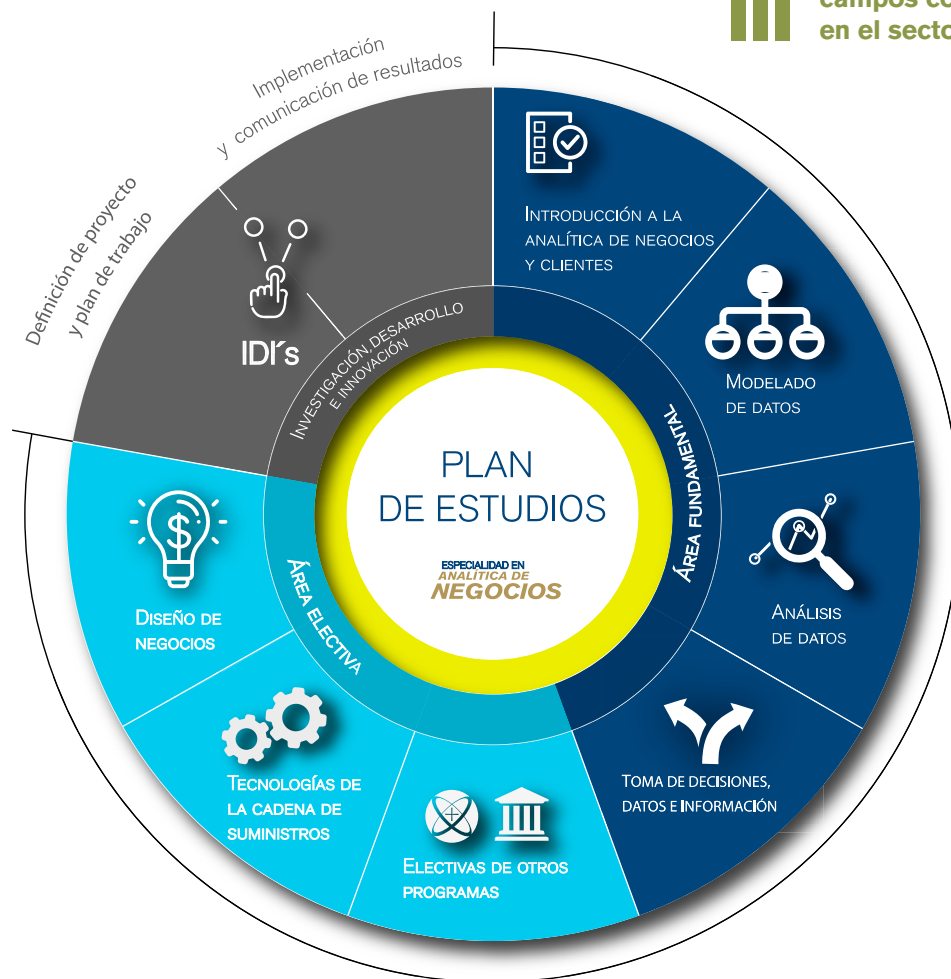 en el secto
Implementación
y comunicación de resultados
Definición de proyecto
y plan de trabajo
IDI´s
INVESTIGACIÓN, DESARROLLO
E INNOVACIÓN
INTRODUCCIÓN A LA
ANALÍTICA DE NEGOCIOS
Y CLIENTES
MODELADO
DE DATOS
ÁREA FUNDAMENTAL
ANÁLISIS
DE DATOS
TOMA DE DECISIONES,
DATOS E INFORMACIÓN
PLAN
DE ESTUDIOS
ESPECIALIDAD EN
ANALÍTICA DE
NEGOCIOS
ÁREA ELECTIVA
DISEÑO DE
NEGOCIOS
TECNOLOGÍAS DE
LA CADENA DE
SUMINISTROS
ELECTIVAS DE OTROS
PROGRAMAS